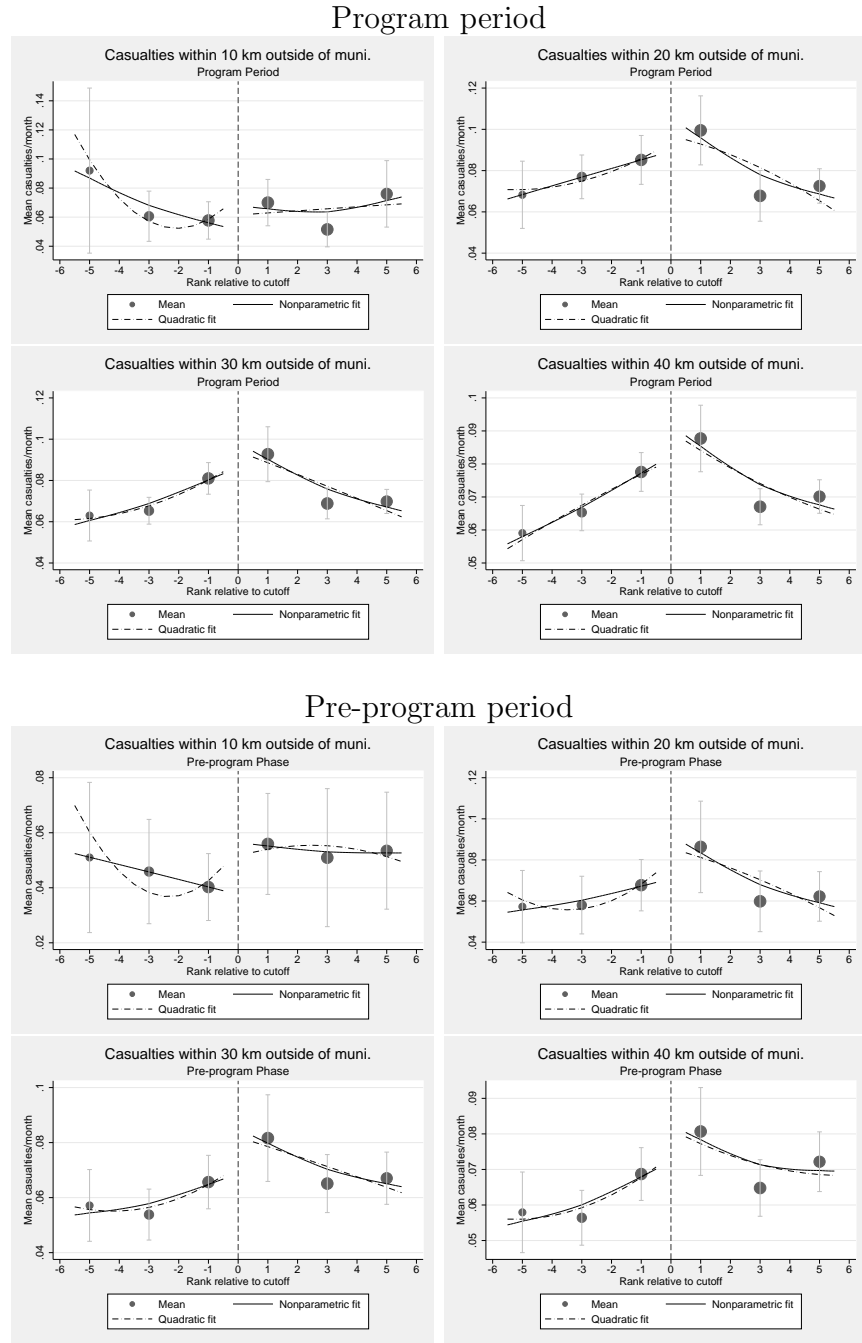 Program period
Casualties within 10 km outside of muni.
Program Period
Mean casualties/month
.14
.12
.1
.08
.06
.04
-6 -5 -4 -3 -2 -1 0 1 2 3 4 5 6
Rank relative to cutoff
Mean Nonparametric fit
Quadratic fit
Casualties within 20 km outside of muni.
Program Period
Mean casualties/month
.12
.1
.08
.06
.04
-6 -5 -4 -3 -2 -1 0 1 2 3 4 5 6
Rank relative to cutoff
Mean Nonparametric fit
Quadratic fit
Casualties within 30 km outside of muni.
Program Period
Mean casualties/month
.12
.1
.08
.06
.04
-6 -5 -4 -3 -2 -1 0 1 2 3 4 5 6
Rank relative to cutoff
Mean Nonparametric fit
Quadratic fit
Casualties within 40 km outside of muni.
Program Period
Mean casualties/month
.1
.09
.08
.07
.06
.05
-6 -5 -4 -3 -2 -1 0 1 2 3 4 5 6
Rank relative to cutoff
Mean Nonparametric fit
Quadratic fit
Pre-program period
Casualties within 10 km outside of muni.
Pre-program Phase
Mean casualties/month
.08
.06
.04
.02
-6 -5 -4 -3 -2 -1 0 1 2 3 4 5 6
Rank relative to cutoff
Mean Nonparametric fit
Quadratic fit
Casualties within 20 km outside of muni.
Pre-program Phase
Mean casualties/month
.12
.1
.08
.06
.04
-6 -5 -4 -3 -2 -1 0 1 2 3 4 5 6
Rank relative to cutoff
Mean Nonparametric fit
Quadratic fit
Casualties within 30 km outside of muni.
Pre-program Phase
Mean casualties/month
.1
.08
.06
.04
-6 -5 -4 -3 -2 -1 0 1 2 3 4 5 6
Rank relative to cutoff
Mean Nonparametric fit
Quadratic fit
Casualties within 40 km outside of muni.
Pre-program Phase
Mean casualties/month
.09
.08
.07
.06
.05
-6 -5 -4 -3 -2 -1 0 1 2 3 4 5 6
Rank relative to cutoff
Mean Nonparametric fit
Quadratic fit